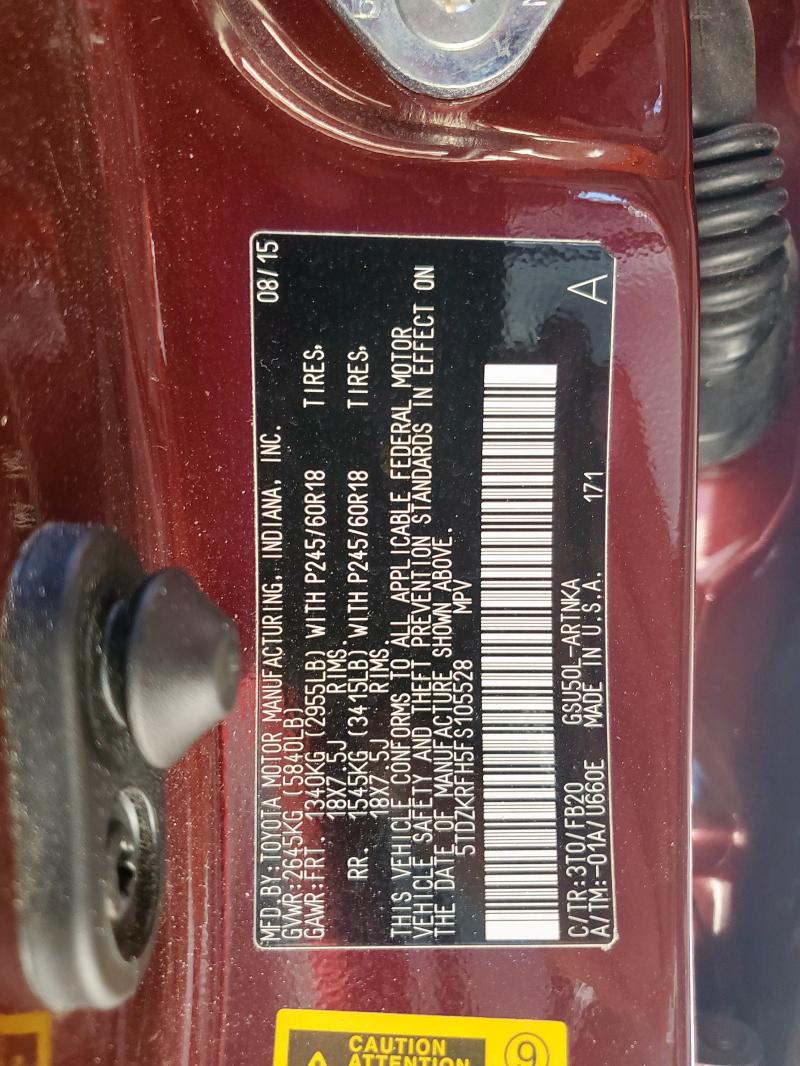 MFD. BY: TOYOTA MOTOR MANUFACTURING, INDIANA, INC. 08/15
GVWR: 2645KG (5840LB)
GAWR: FRT. 1340KG (2955LB) WITH P245/60R18 TIRES,
18X7.5J RIMS.
RR. 1545KG (3415LB) WITH P245/60R18 TIRES,
18X7.5J RIMS.
THIS VEHICLE CONFORMS TO ALL APPLICABLE FEDERAL MOTOR
VEHICLE SAFETY AND THEFT PREVENTION STANDARDS IN EFFECT ON
THE DATE OF MANUFACTURE SHOWN ABOVE.
5TDZKRFH5FS105528 MPV
C/TR: 3T0/FB20 GSU50L-ARTNKA
A/TM: -01A/U660E MADE IN U.S.A. 171 A
CAUTION
ATTENTION
9